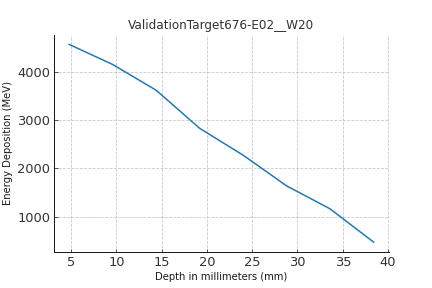 ValidationTarget676-E02__W20
Energy Deposition (MeV)
4000
3000
2000
1000
5 10 15 20 25 30 35 40
Depth in millimeters (mm)